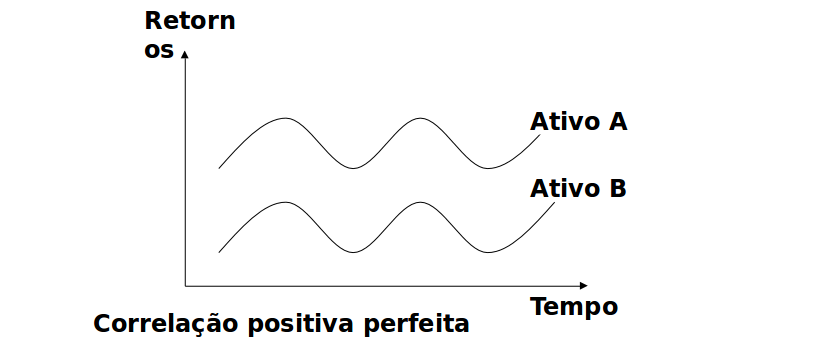 Retorn
os
Ativo A
Ativo B
Tempo
Correlação positiva perfeita